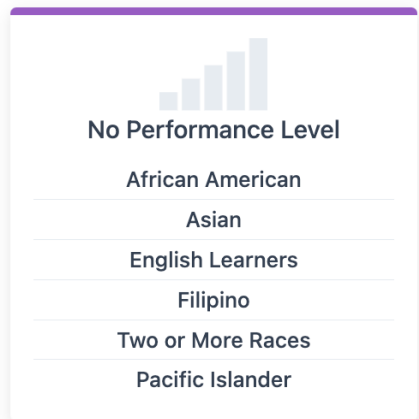 No Performance Level
African American
Asian
English Learners
Filipino
Two or More Races
Pacific Islander